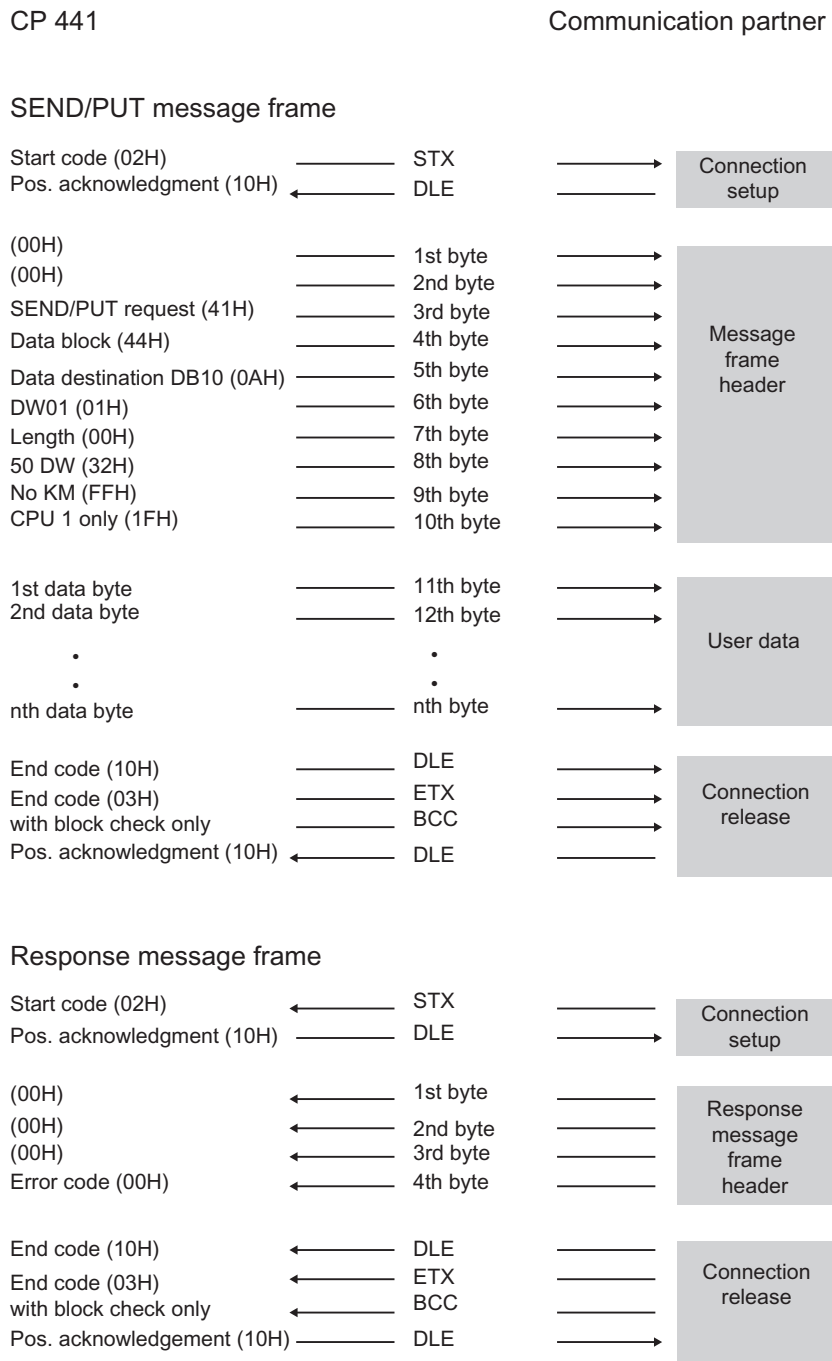 CP 441 Communication partner
SEND/PUT message frame
Start code (02H) STX
Pos. acknowledgment (10H) DLE
Connection
setup
(00H) 1st byte
(00H) 2nd byte
SEND/PUT request (41H) 3rd byte
Data block (44H) 4th byte
Data destination DB10 (0AH) 5th byte
DW01 (01H) 6th byte
Length (00H) 7th byte
50 DW (32H) 8th byte
No KM (FFH) 9th byte
CPU 1 only (1FH) 10th byte
Message
frame
header
1st data byte 11th byte
2nd data byte 12th byte
nth data byte nth byte
User data
End code (10H) DLE
End code (03H) ETX
with block check only BCC
Pos. acknowledgment (10H) DLE
Connection
release
Response message frame
Start code (02H) STX
Pos. acknowledgment (10H) DLE
Connection
setup
(00H) 1st byte
(00H) 2nd byte
(00H) 3rd byte
Error code (00H) 4th byte
Response
message
frame
header
End code (10H) DLE
End code (03H) ETX
with block check only BCC
Pos. acknowledgement (10H) DLE
Connection
release